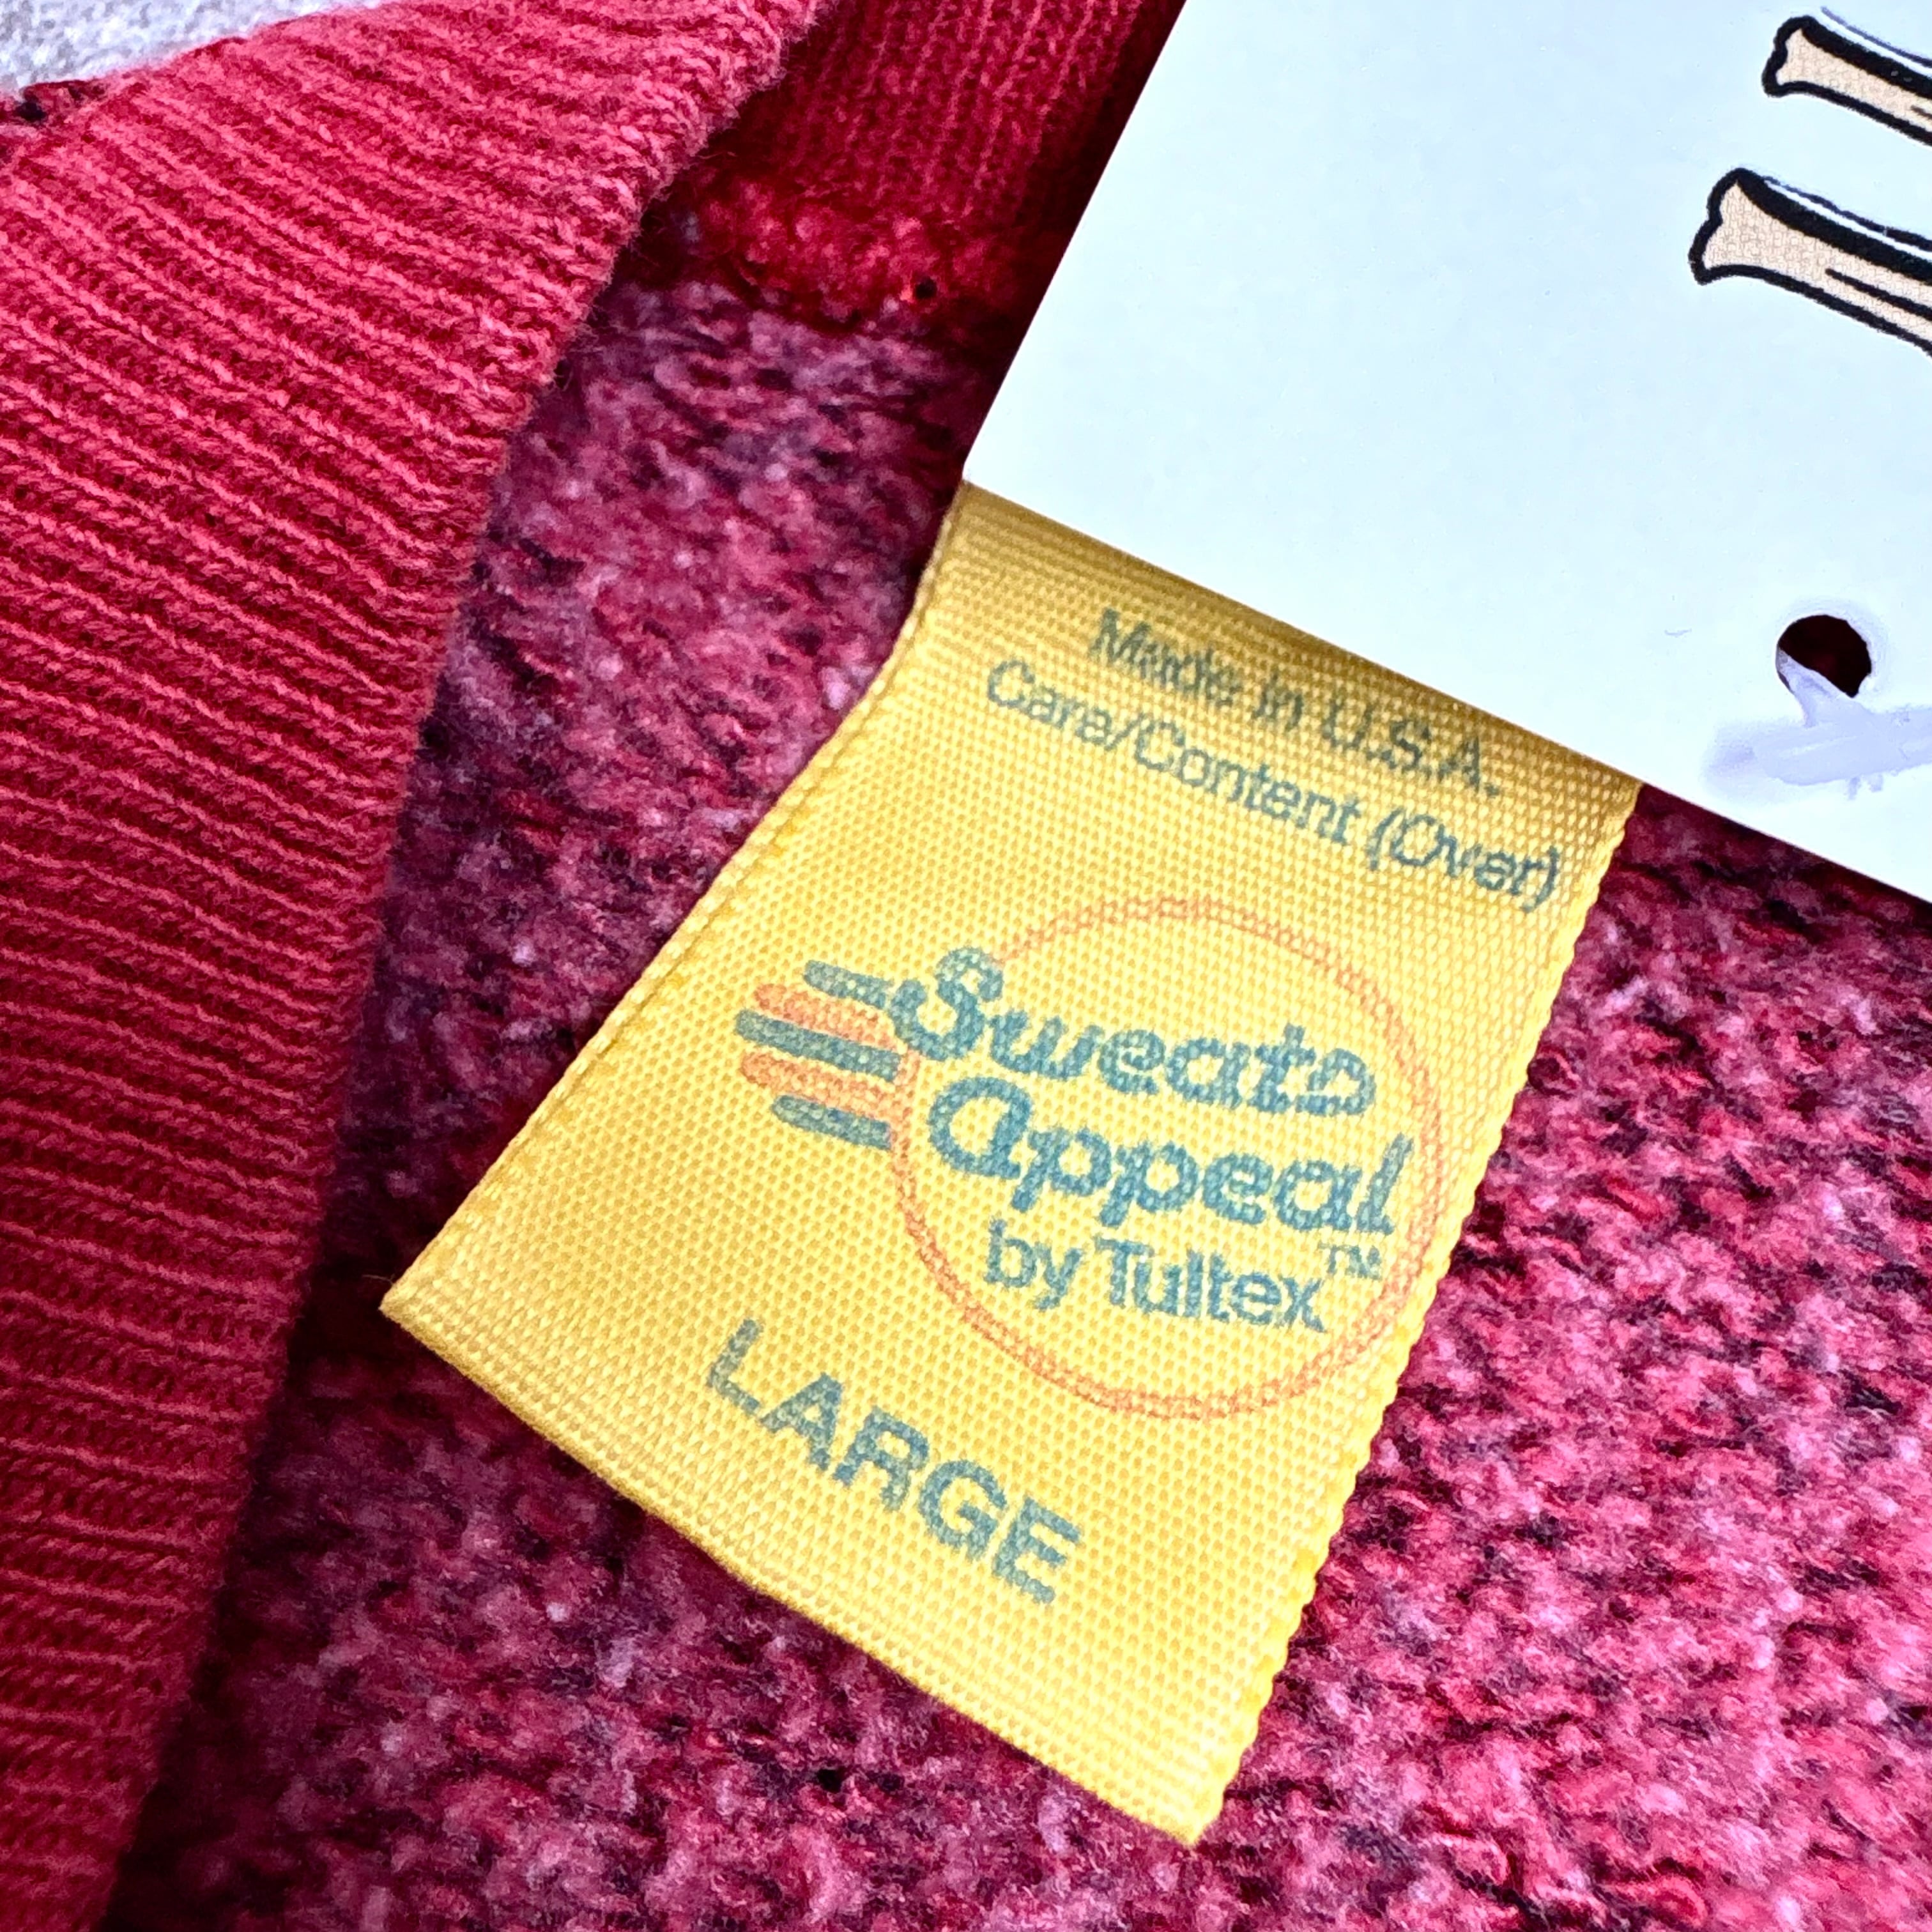 Made in U.S.A.
Care/Content (Over)
Sweats
Appeal
by Tultex™
LARGE